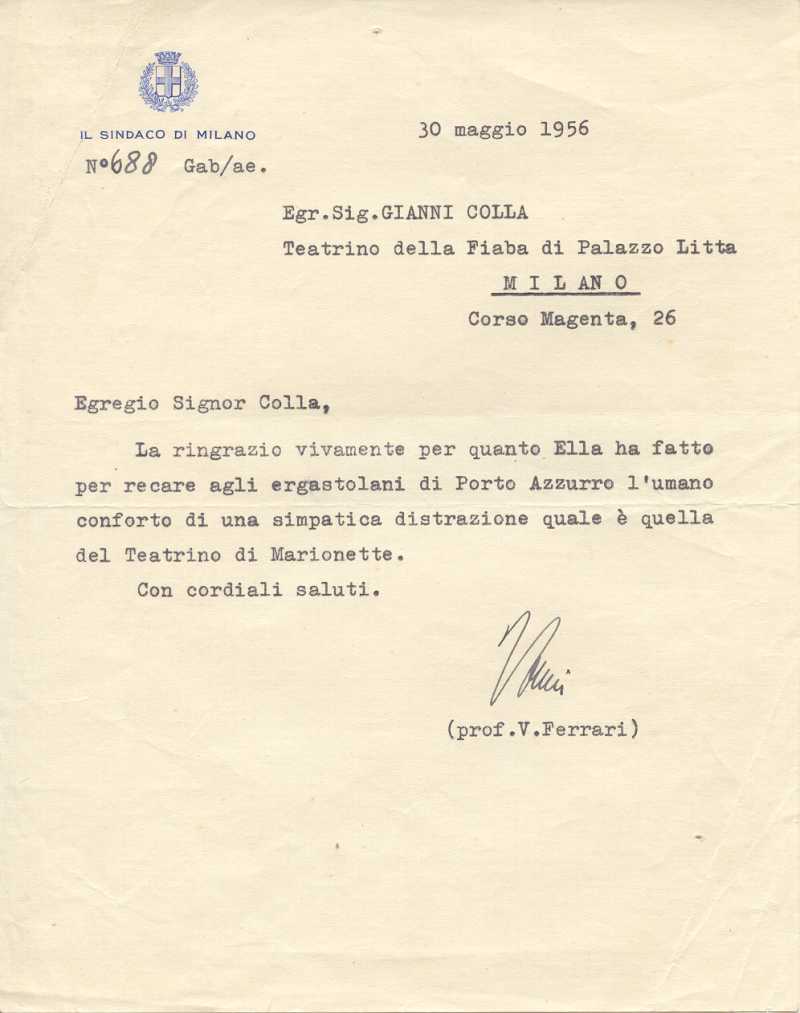 IL SINDACO DI MILANO
30 maggio 1956
N° 688 Gab/ae.
Egr.Sig.GIANNI COLLA
Teatrino della Fiaba di Palazzo Litta
M I L A N O
Corso Magenta, 26
Egregio Signor Colla,
La ringrazio vivamente per quanto Ella ha fatto
per recare agli ergastolani di Porto Azzurro l'umano
conforto di una simpatica distrazione quale è quella
del Teatrino di Marionette.
Con cordiali saluti.
(prof.V.Ferrari)